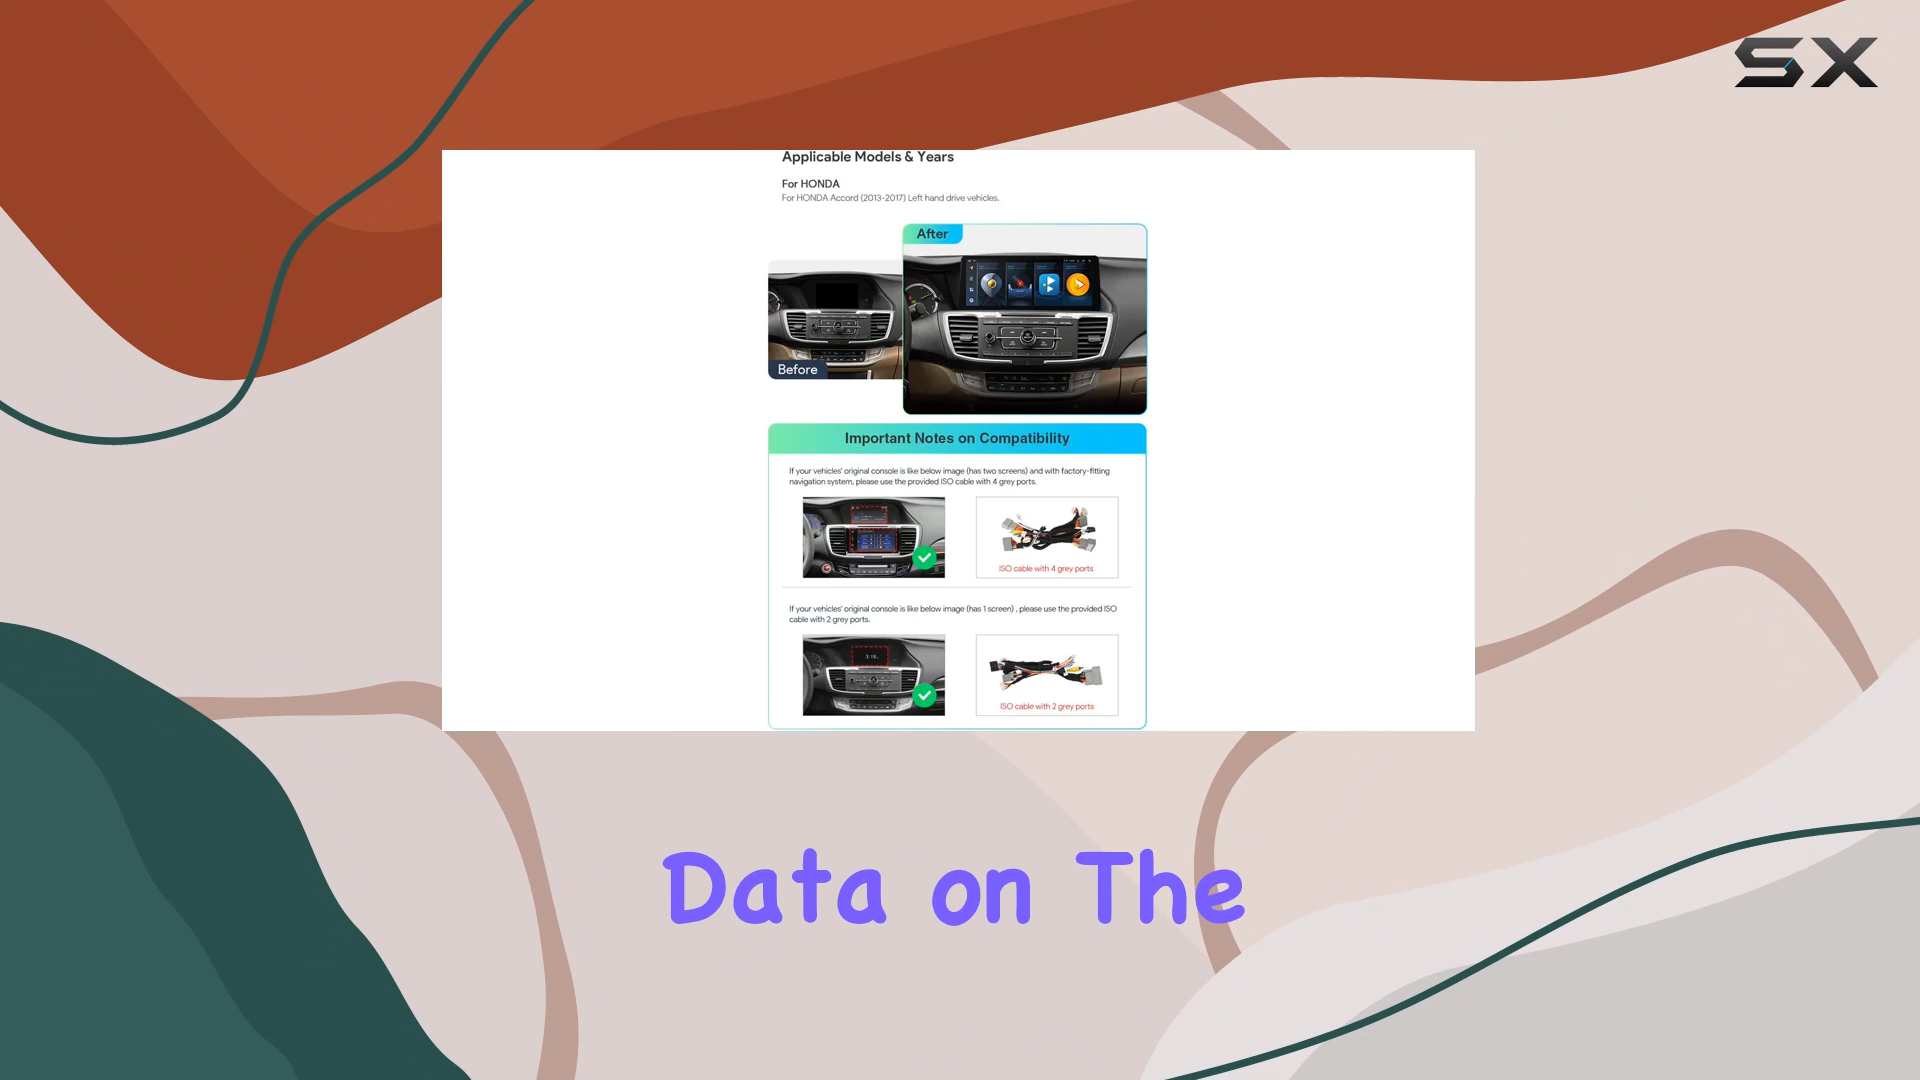 SX
Applicable Models & Years
For HONDA
For HONDA Accord (2013-2017) Left hand drive vehicles.
After
Before
Important Notes on Compatibility
If your vehicles' original console is like below image (has two screens) and with factory-fitting
navigation system, please use the provided ISO cable with 4 grey ports.
ISO cable with 4 grey ports
If your vehicles' original console is like below image (has 1 screen) , please use the provided ISO
cable with 2 grey ports.
ISO cable with 2 grey ports
Data on The